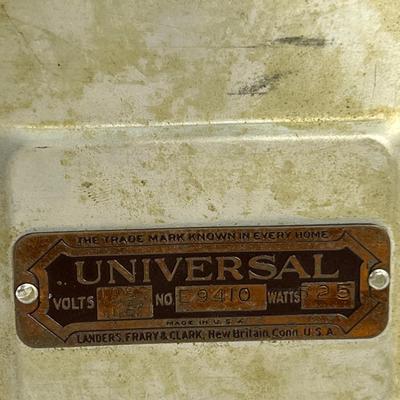 THE TRADE MARK KNOWN IN EVERY HOME
UNIVERSAL
VOLTS NO. E9410 WATTS 525
MADE IN U.S.A.
LANDERS, FRARY & CLARK, New Britain, Conn. U.S.A.